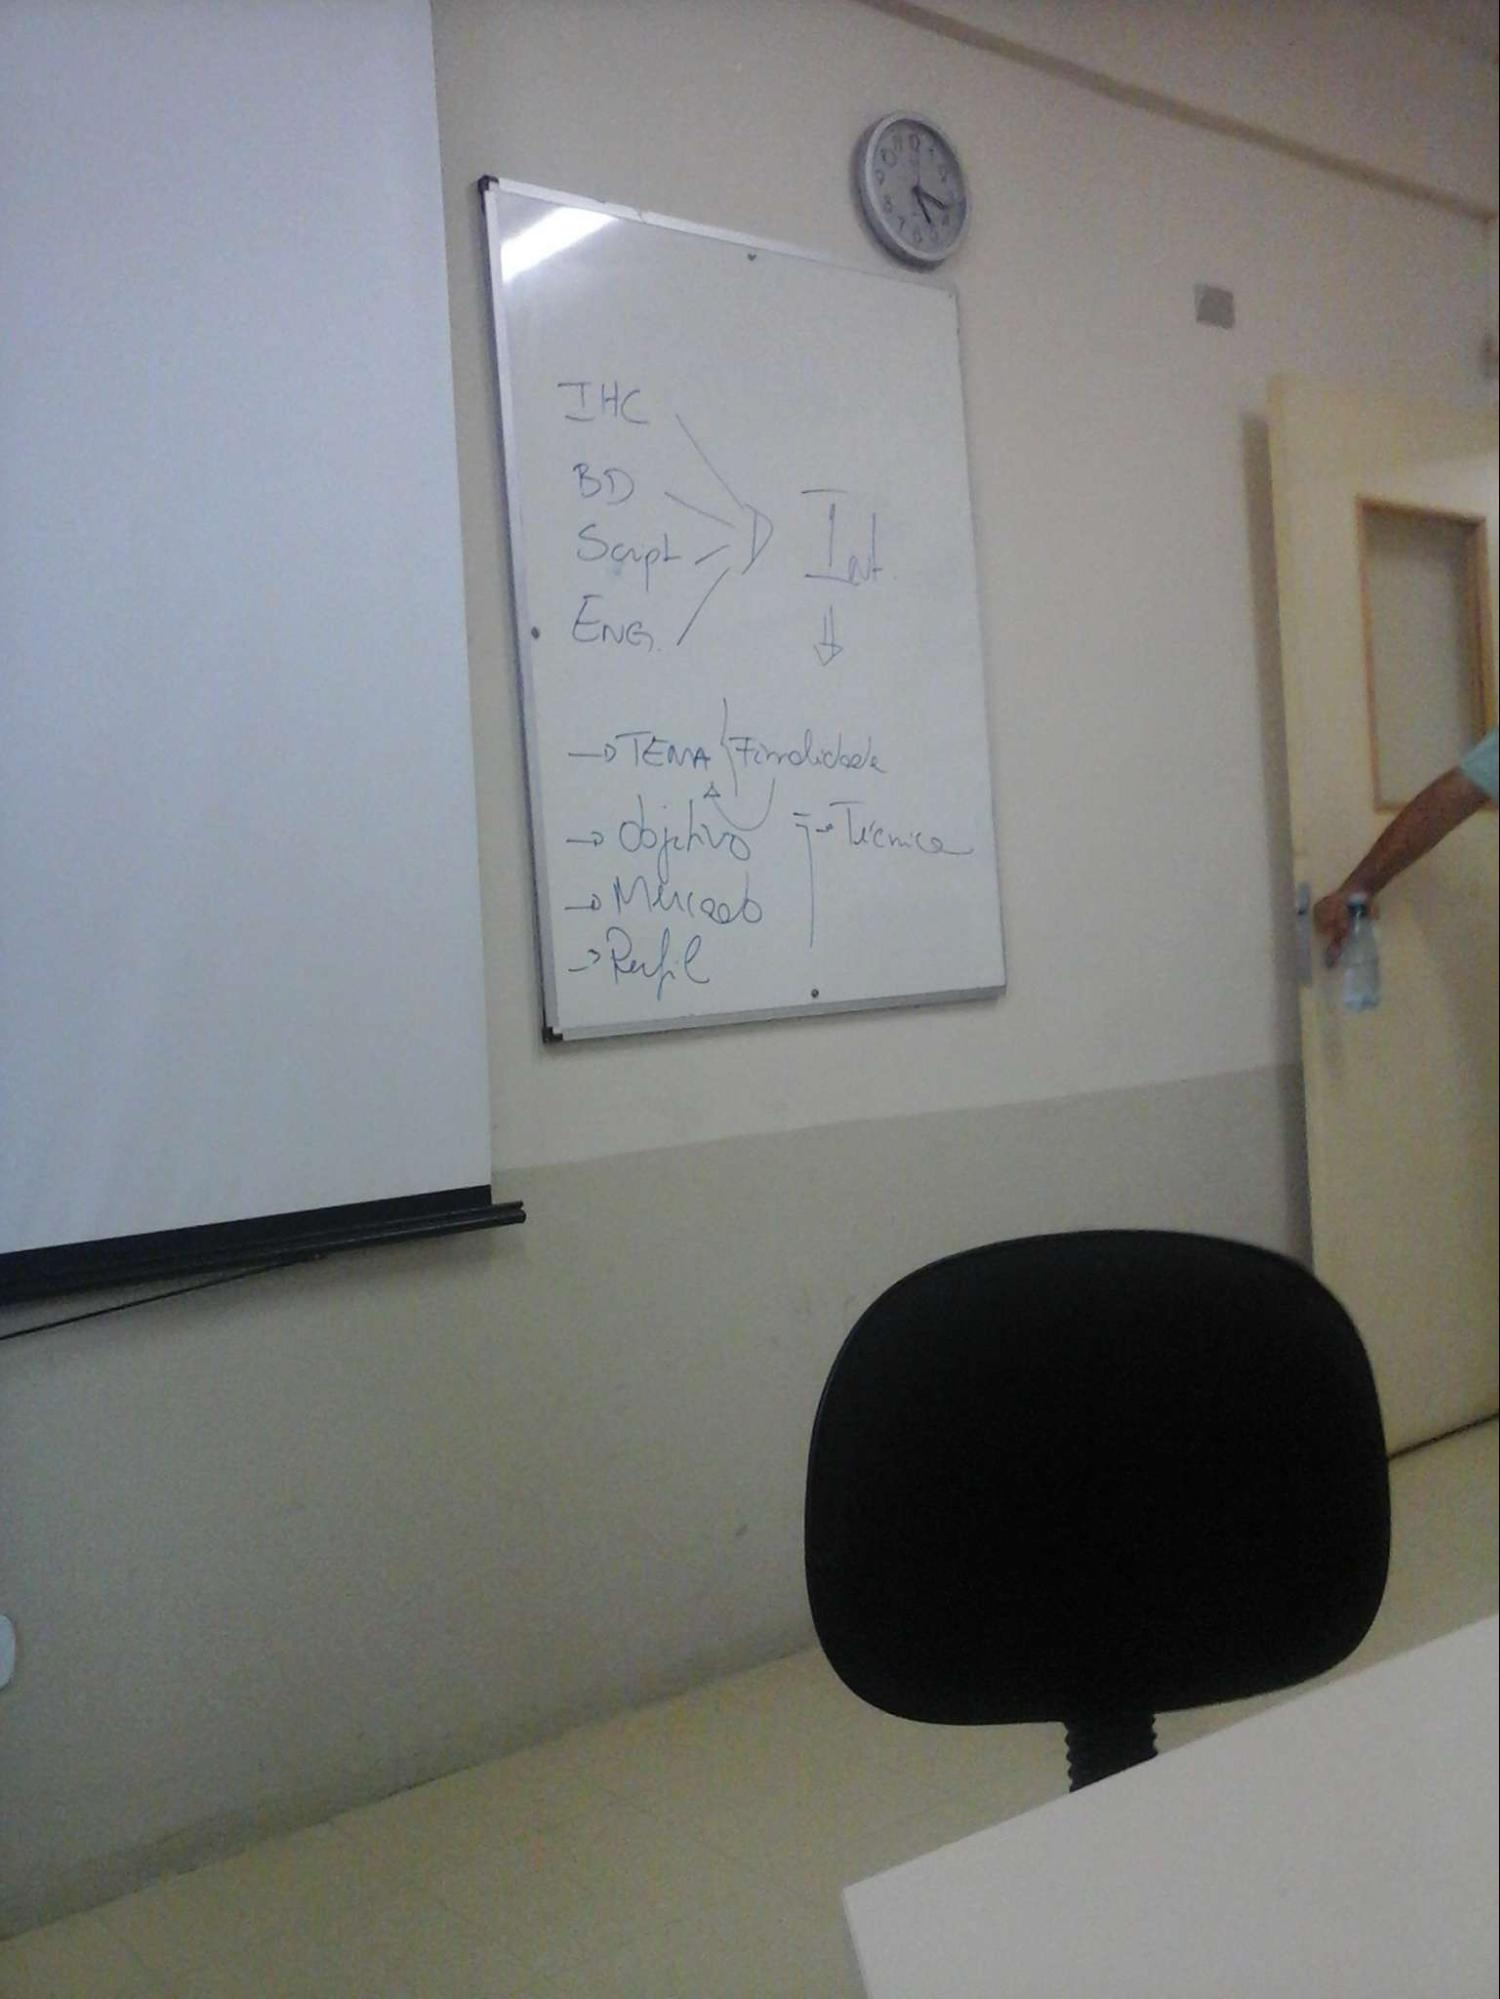 IHC
BD
Script
ENG.
Int.
→ TEMA { Finalidade
→ Objetivo
→ Técnica
→ Mercado
→ Perfil